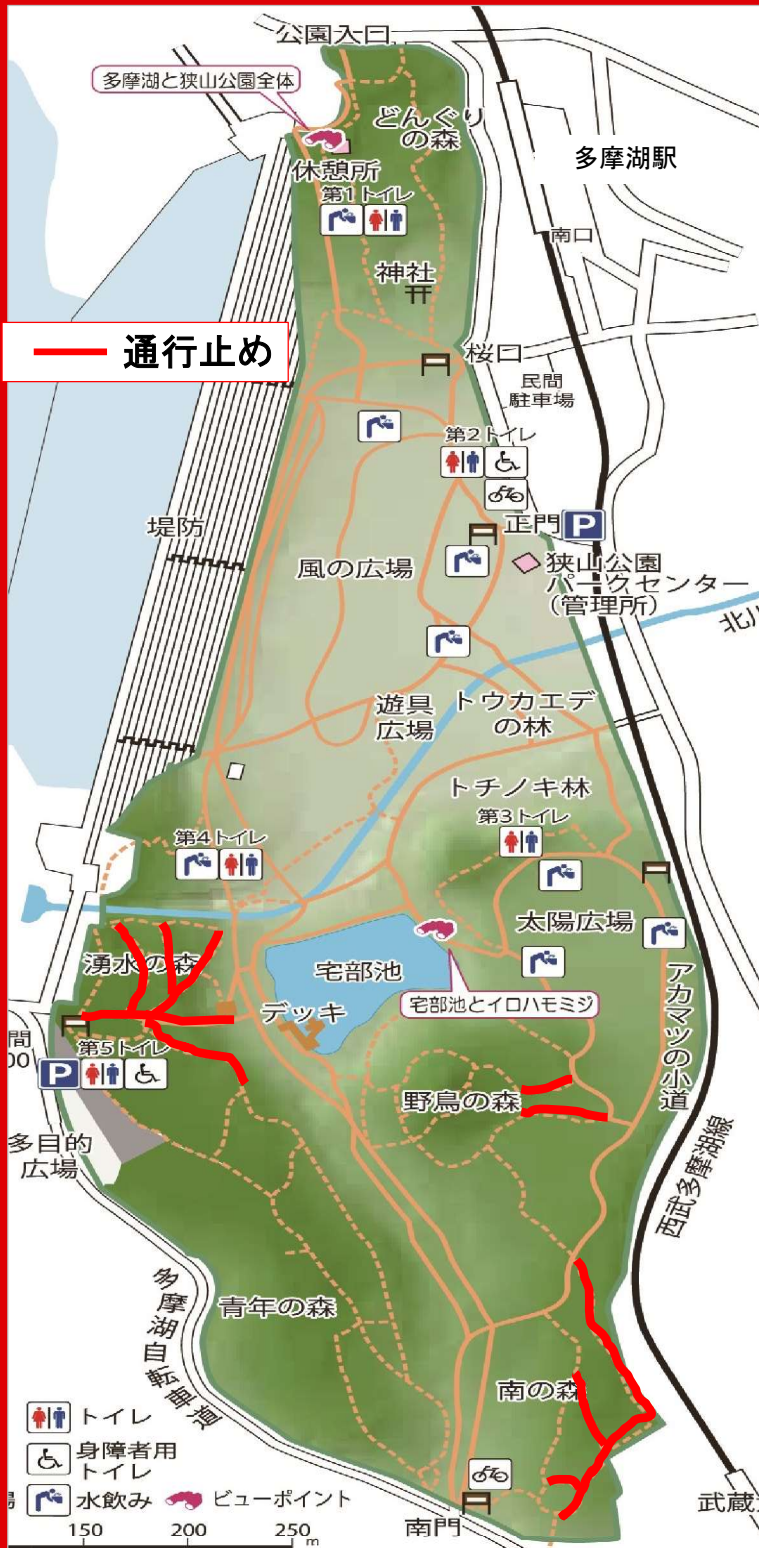 公園入口
多摩湖と狭山公園全体
どんぐり
の森
多摩湖駅
休憩所
第1トイレ
南口
神社
通行止め
桜口
民間
駐車場
第2トイレ
堤防
正門
P
風の広場
狭山公園
パークセンター
(管理所)
北川
遊具
広場
トウカエデ
の林
トチノキ林
第3トイレ
第4トイレ
太陽広場
湧水の森
宅部池
宅部池とイロハモミジ
デッキ
アカマツの小道
間
00
第5トイレ
P
野鳥の森
多目的
広場
西武多摩湖線
多摩湖自転車道
青年の森
南の森
トイレ
身障者用
トイレ
水飲み
ビューポイント
南門
武蔵
150
200
250
m